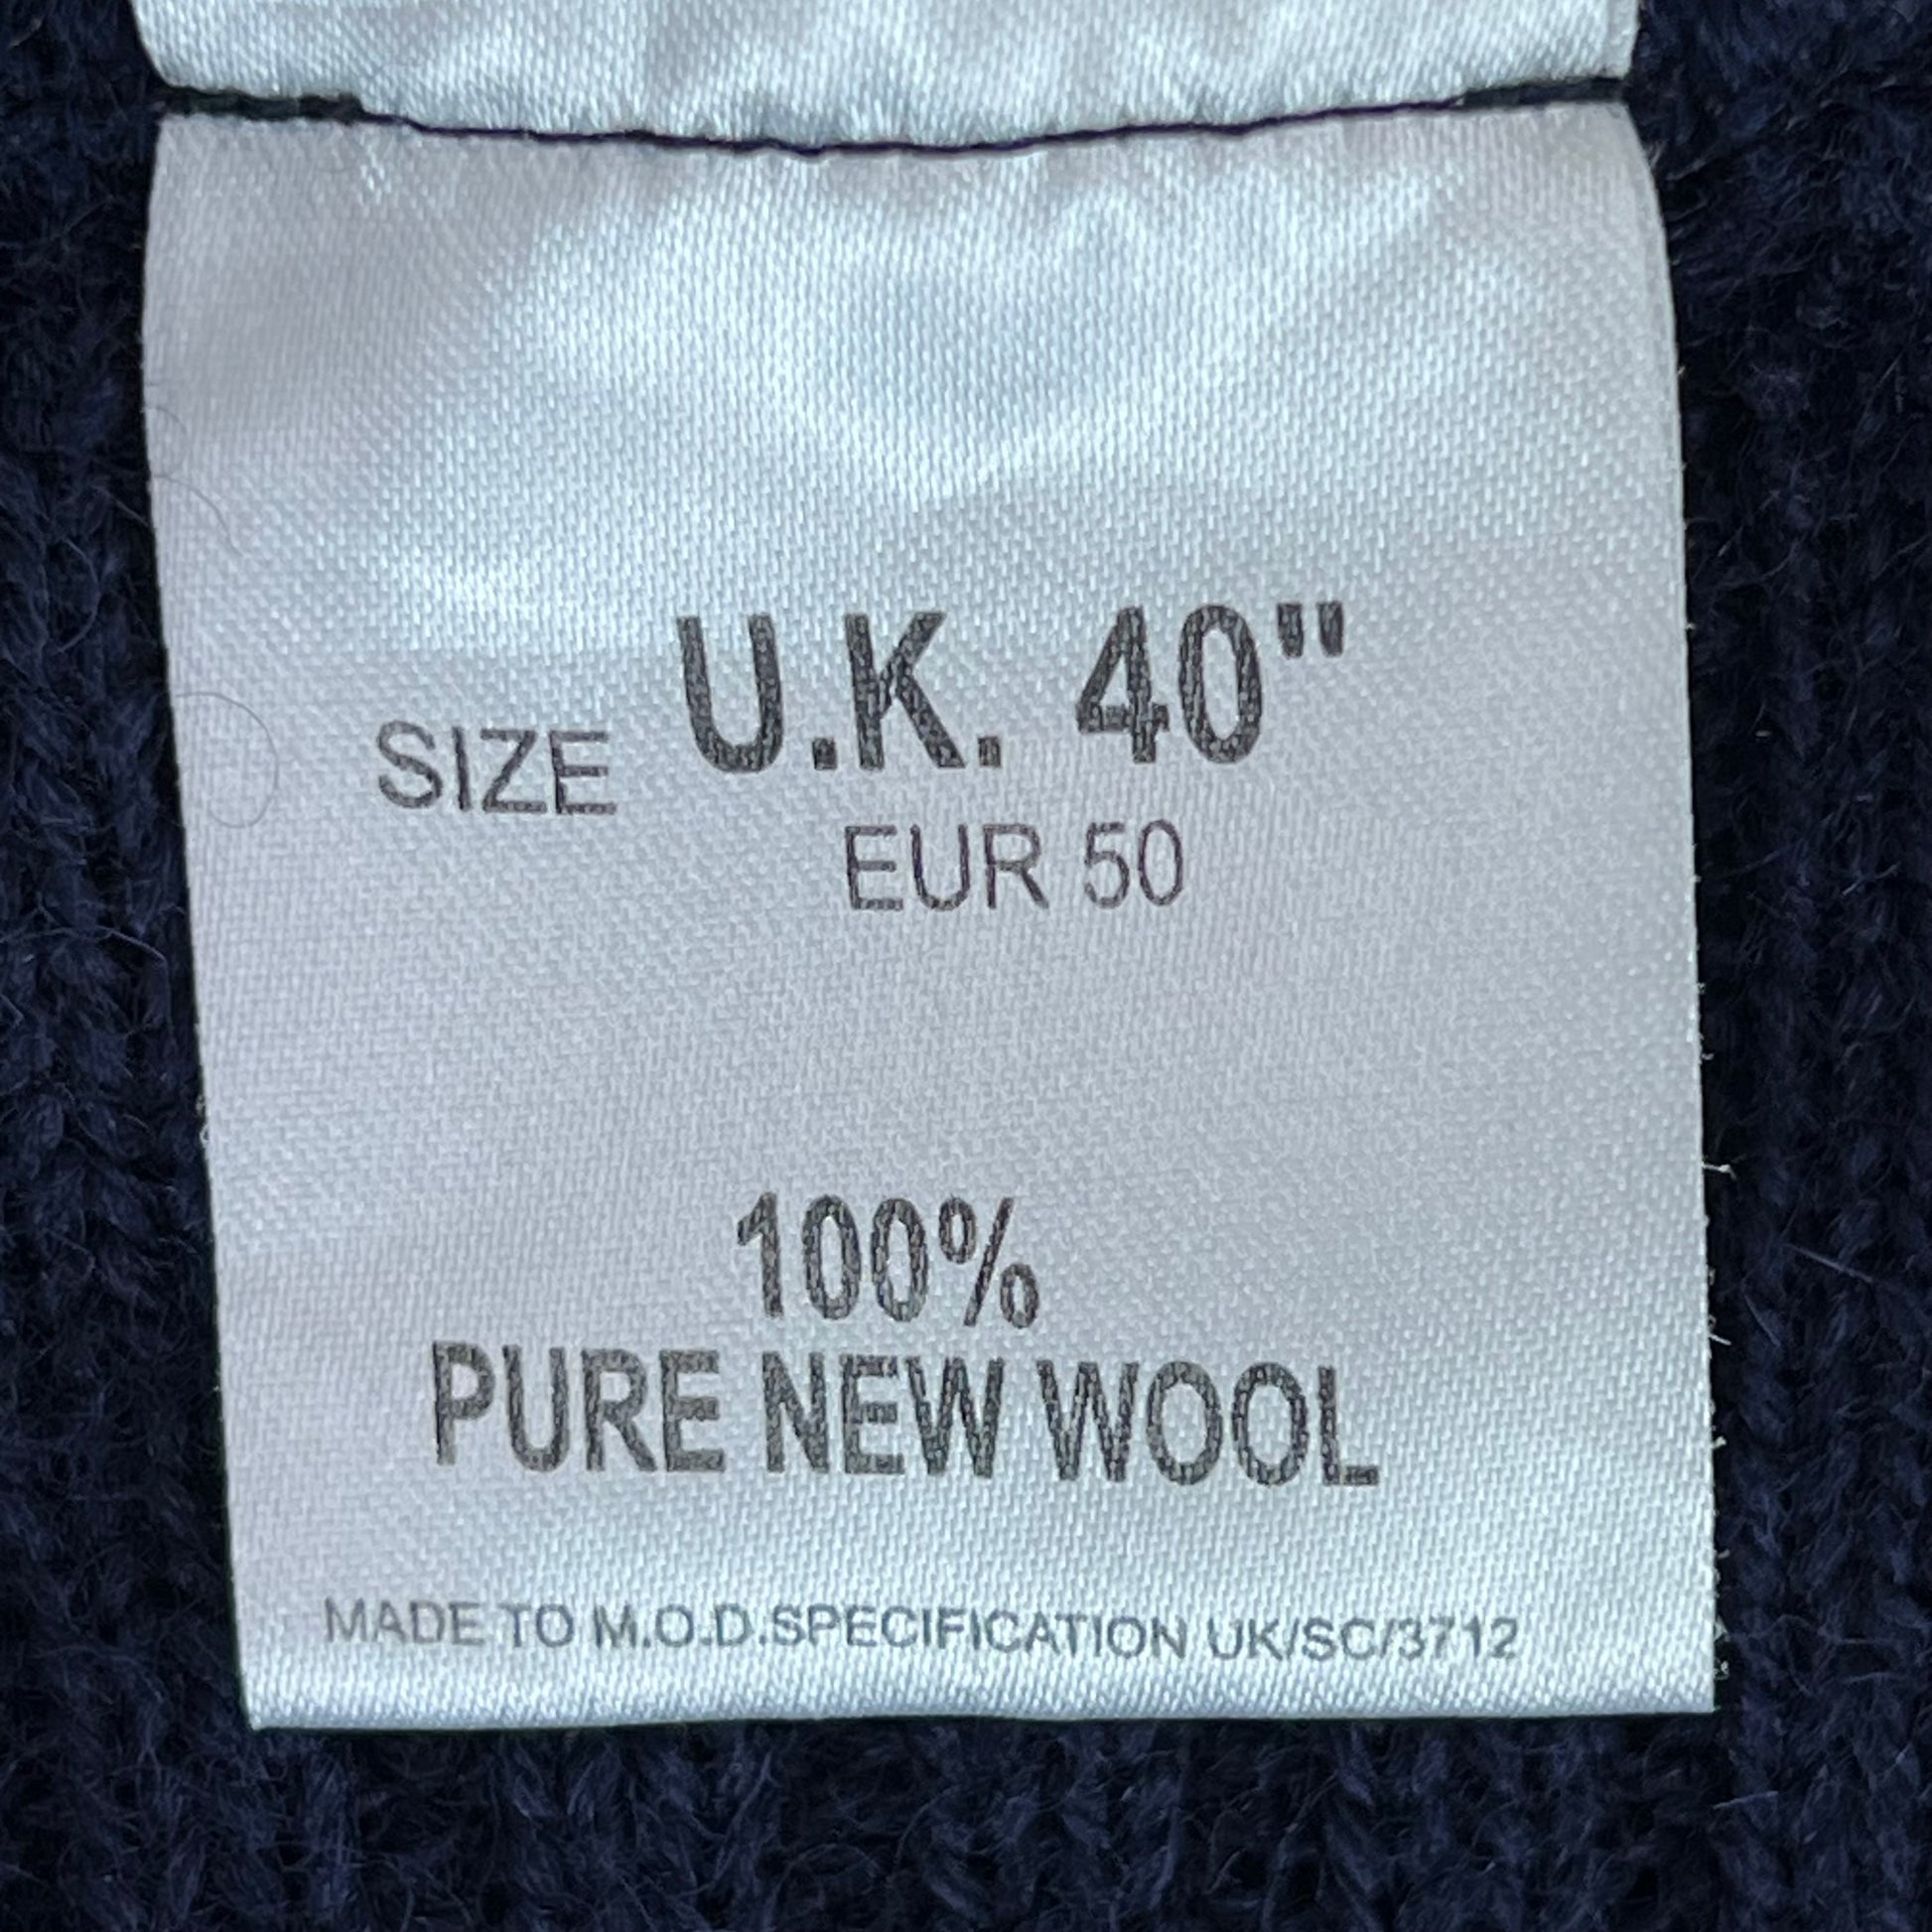 SIZE U.K. 40"
EUR 50
100%
PURE NEW WOOL
MADE TO M.O.D.SPECIFICATION UK/SC/3712